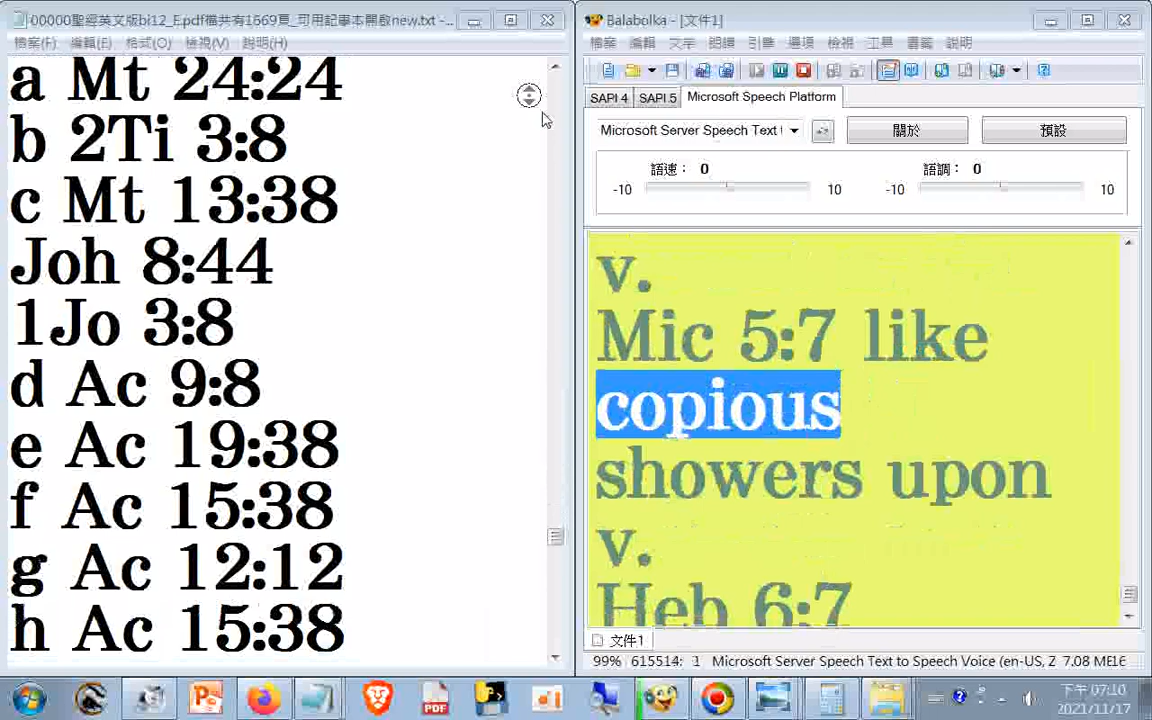 00000聖經英文版bi12_E.pdf檔共有1669頁_可用記事本開啟new.txt -...
檔案(F) 編輯(E) 格式(O) 檢視(V) 說明(H)
a Mt 24:24
b 2Ti 3:8
c Mt 13:38
Joh 8:44
1Jo 3:8
d Ac 9:8
e Ac 19:38
f Ac 15:38
g Ac 12:12
h Ac 15:38
Balabolka - [文件1]
檔案 編輯 文字 朗讀 引擎 選項 檢視 工具 書籤 說明
SAPI 4 SAPI 5 Microsoft Speech Platform
Microsoft Server Speech Text 關於 預設
語速： 0 語調： 0
-10 10 -10 10
v.
Mic 5:7 like
copious
showers upon
v.
Heb 6:7
文件1
99% 615514: 1 Microsoft Server Speech Text to Speech Voice (en-US, Z 7.08 ME16
PDF
下午 07:10
2021/11/17